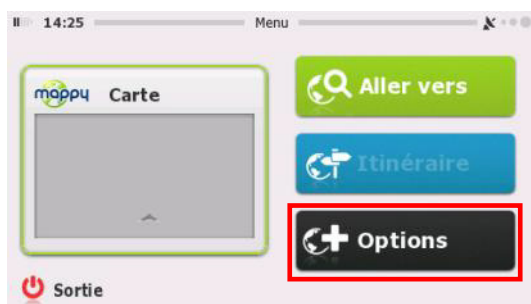 14:25 Menu
mappy Carte
Aller vers
Itinéraire
Options
Sortie